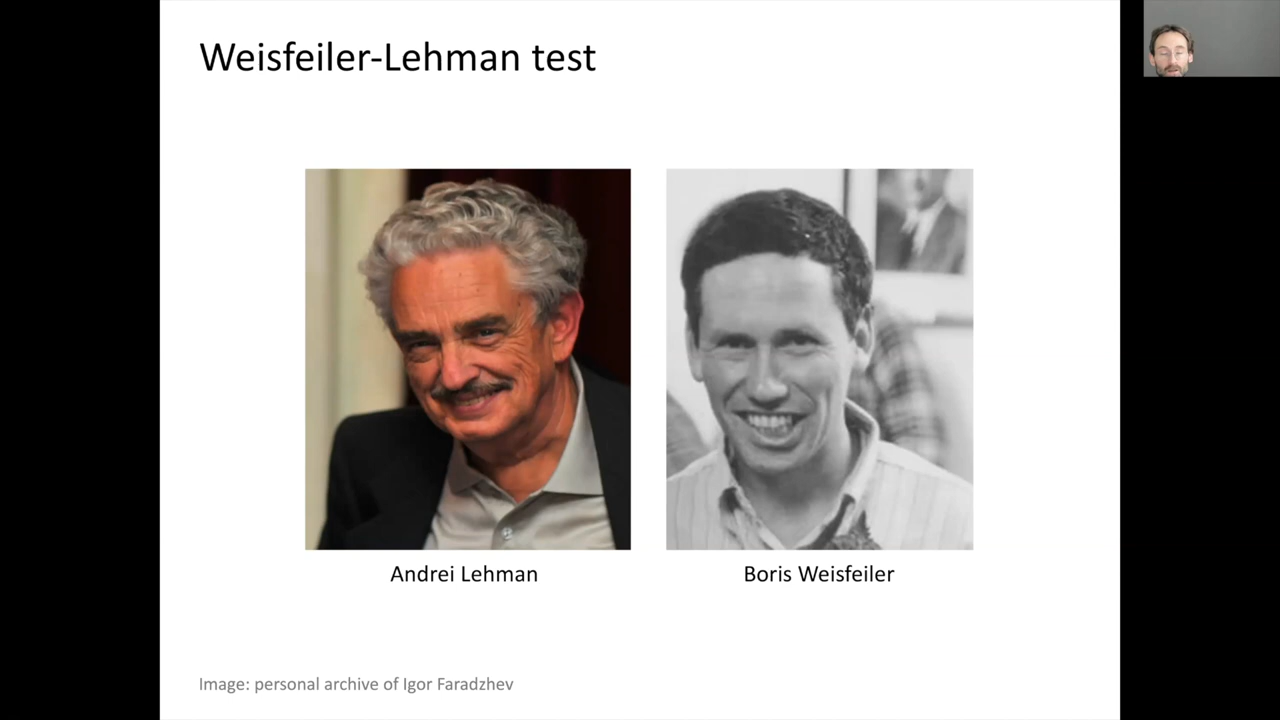 Weisfeiler-Lehman test
Andrei Lehman
Boris Weisfeiler
Image: personal archive of Igor Faradzhev